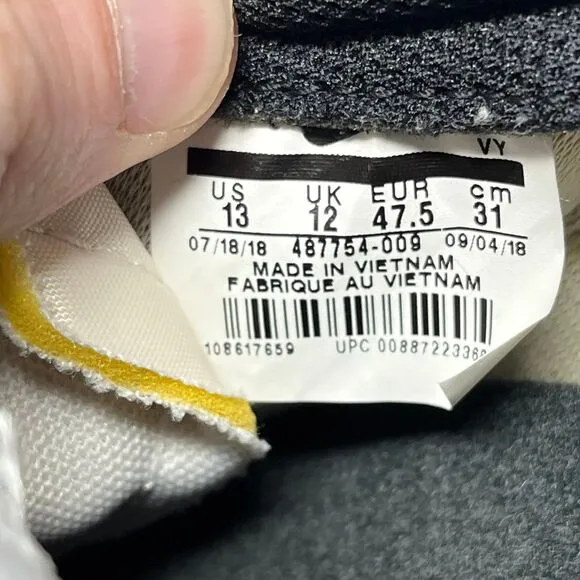 VY
US UK EUR cm
13 12 47.5 31
07/18/18 487754-009 09/04/18
MADE IN VIETNAM
FABRIQUE AU VIETNAM
108617659 UPC 00887223368